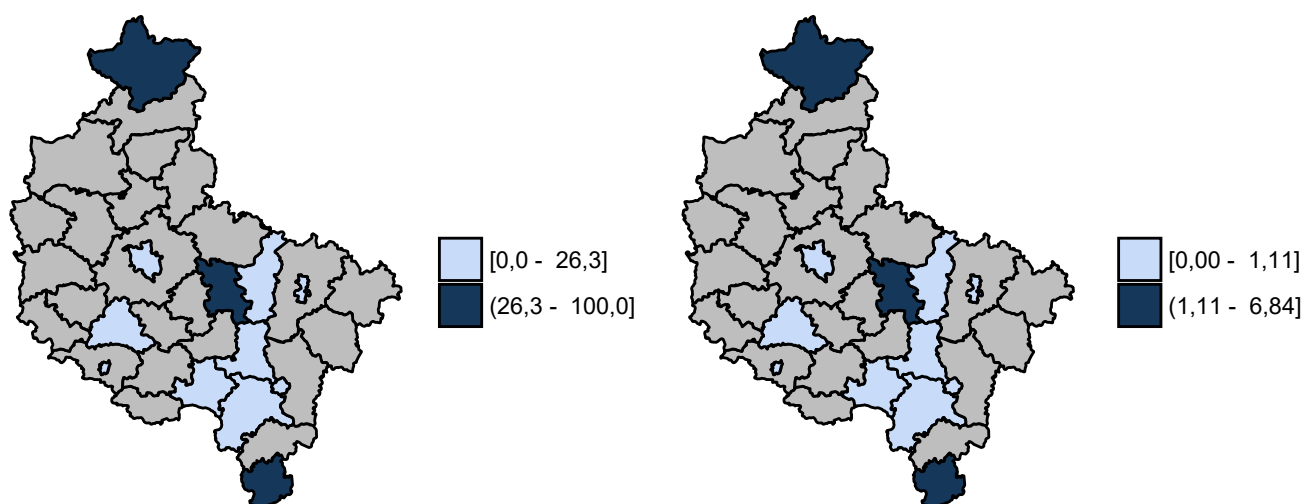 [0,0 - 26,3]
(26,3 - 100,0]
[0,00 - 1,11]
(1,11 - 6,84]